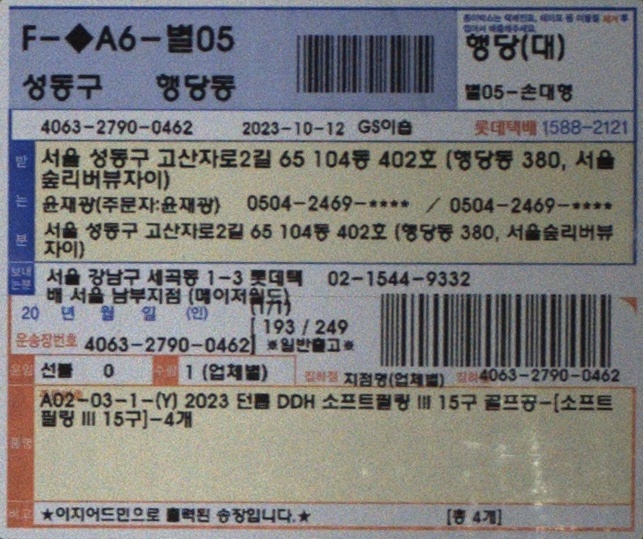 F-◆A6-별05
성동구 행당동
종이박스는 택배전표, 테이프 등 이물질 제거 후
접어서 배출해주세요.
행당(대)
별05-손대형
4063-2790-0462 2023-10-12 GS이숍 롯데택배 1588-2121
받는분
서울 성동구 고산자로2길 65 104동 402호 (행당동 380, 서울
숲리버뷰자이)
윤재광(주문자:윤재광) 0504-2469-**** / 0504-2469-****
서울 성동구 고산자로2길 65 104동 402호 (행당동 380, 서울숲리버뷰
자이)
보내는분
서울 강남구 세곡동 1-3 롯데택 02-1544-9332
배 서울 남부지점 (메이저월드)
20 년 월 일 (인) (1/1)
[ 193 / 249
운송장번호 4063-2790-0462] ※일반출고※
운임 선불 0 수량 1 (업체별) 집하점 지점명(업체별) 4063-2790-0462
품명
A02-03-1-(Y) 2023 던롭 DDH 소프트필링 III 15구 골프공-[소프트
필링 III 15구]-4개
비고 ★이지어드민으로 출력된 송장입니다.★ [총 4개]